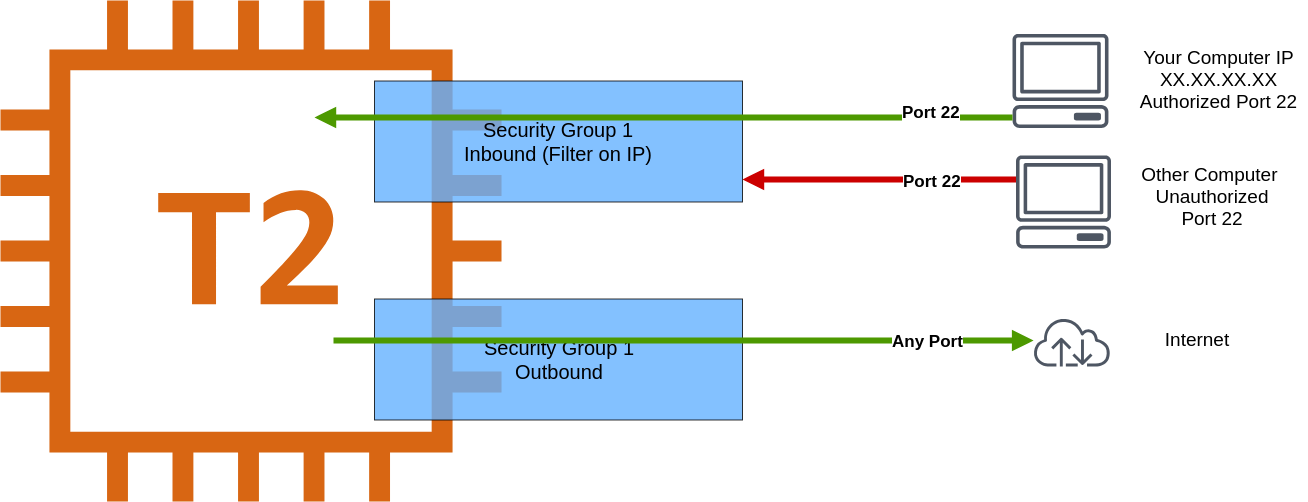 T2
Security Group 1
Inbound (Filter on IP)
Port 22
Your Computer IP
XX.XX.XX.XX
Authorized Port 22
Port 22
Other Computer
Unauthorized
Port 22
Security Group 1
Outbound
Any Port
Internet